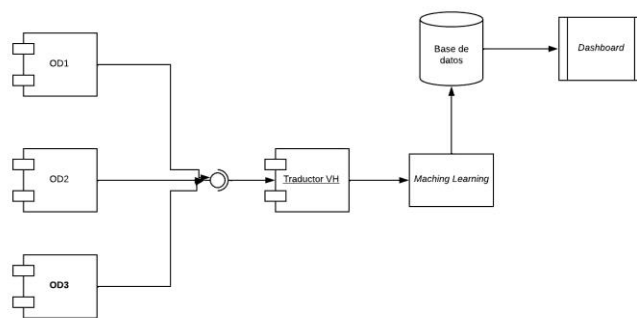 OD1
Base de
datos
Dashboard
OD2
Traductor VH
Maching Learning
OD3